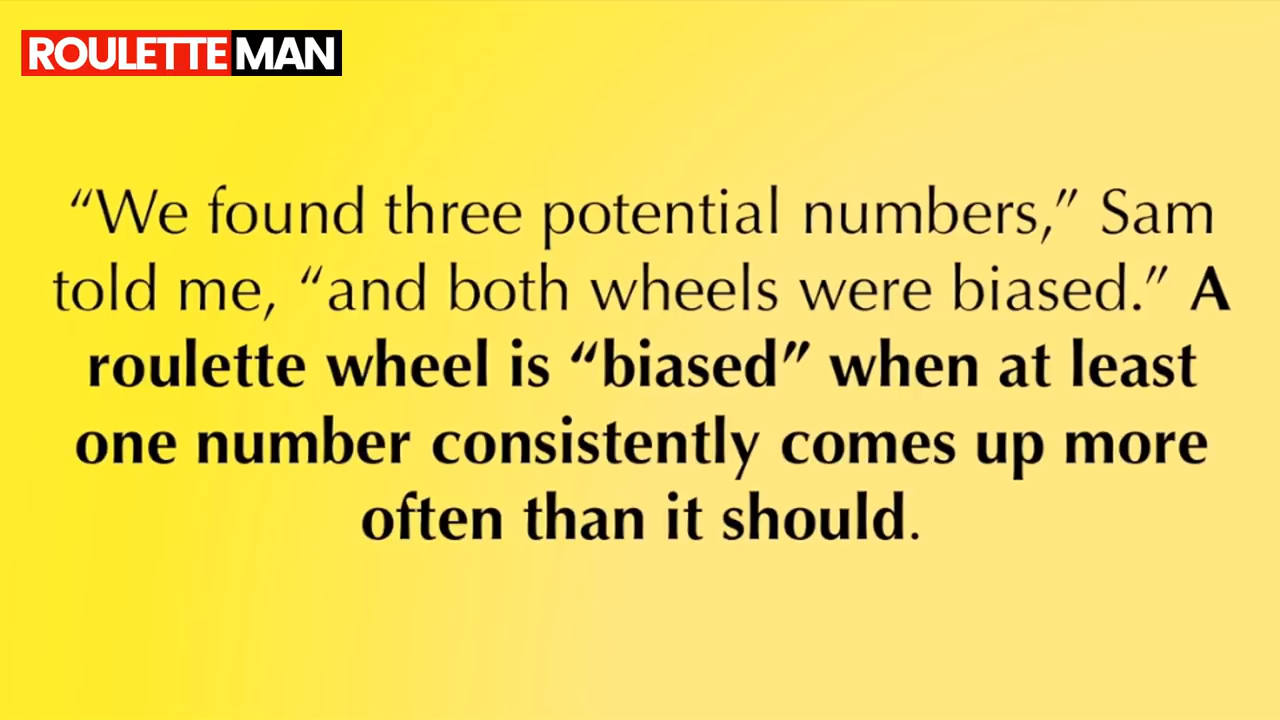 ROULETTEMAN
“We found three potential numbers,” Sam
told me, “and both wheels were biased.” A
roulette wheel is “biased” when at least
one number consistently comes up more
often than it should.